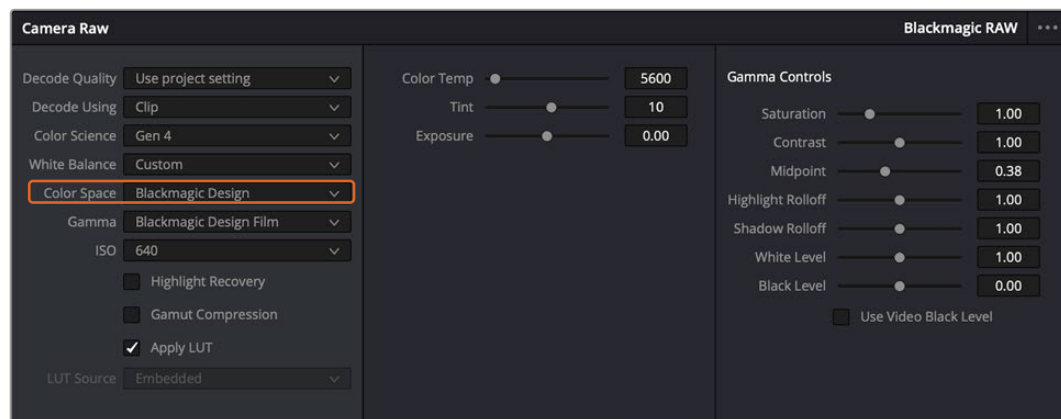 Camera Raw
Blackmagic RAW
Decode Quality Use project setting
Decode Using Clip
Color Science Gen 4
White Balance Custom
Color Space Blackmagic Design
Gamma Blackmagic Design Film
ISO 640
Highlight Recovery
Gamut Compression
Apply LUT
LUT Source Embedded
Color Temp 5600
Tint 10
Exposure 0.00
Gamma Controls
Saturation 1.00
Contrast 1.00
Midpoint 0.38
Highlight Rolloff 1.00
Shadow Rolloff 1.00
White Level 1.00
Black Level 0.00
Use Video Black Level